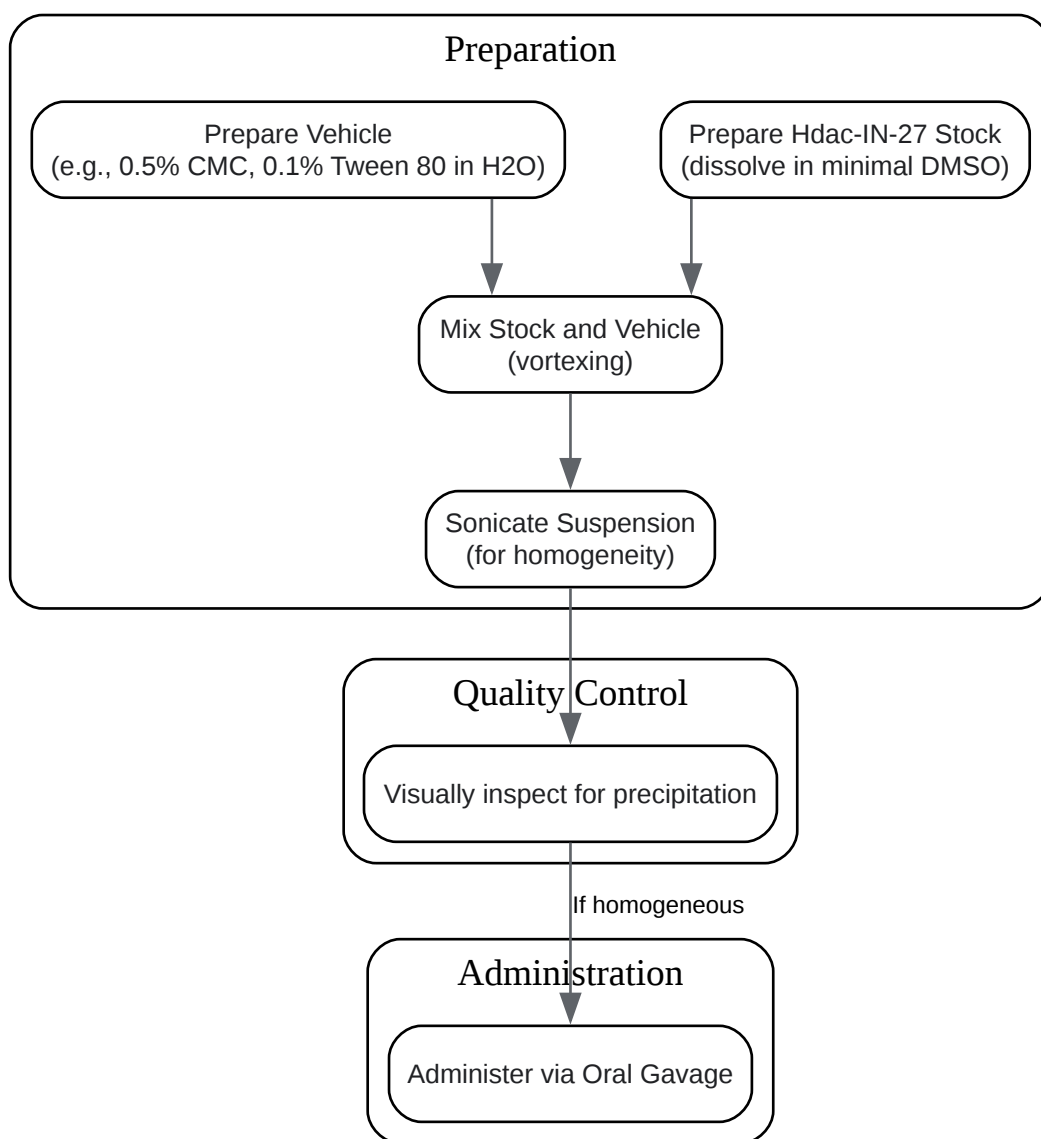 Preparation
Prepare Vehicle
(e.g., 0.5% CMC, 0.1% Tween 80 in H2O)
Prepare Hdac-IN-27 Stock
(dissolve in minimal DMSO)
Mix Stock and Vehicle
(vortexing)
Sonicate Suspension
(for homogeneity)
Quality Control
Visually inspect for precipitation
If homogeneous
Administration
Administer via Oral Gavage